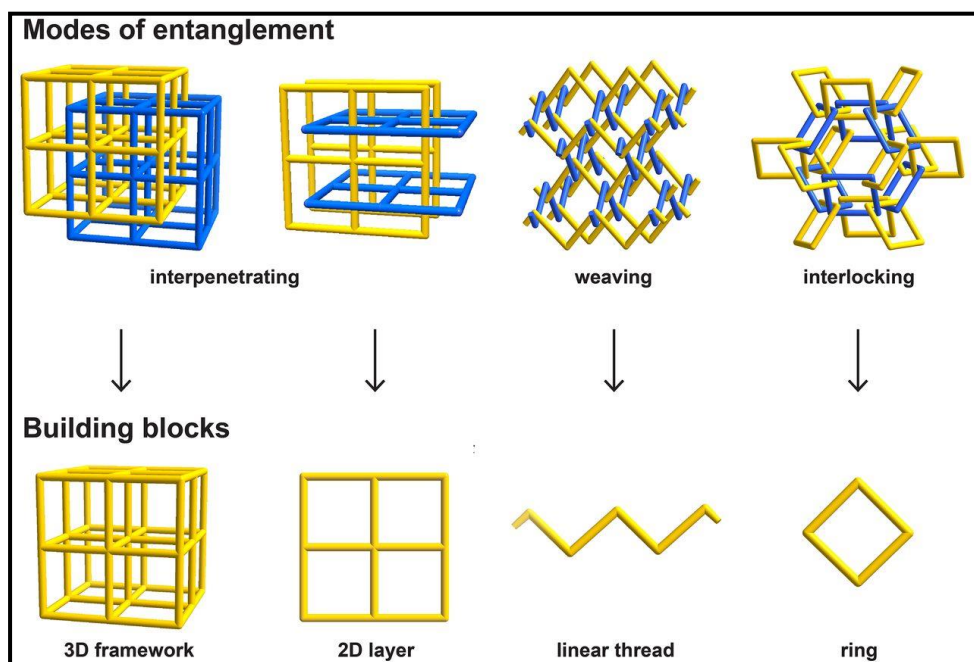 Modes of entanglement
interpenetrating
weaving
interlocking
Building blocks
3D framework
2D layer
linear thread
ring